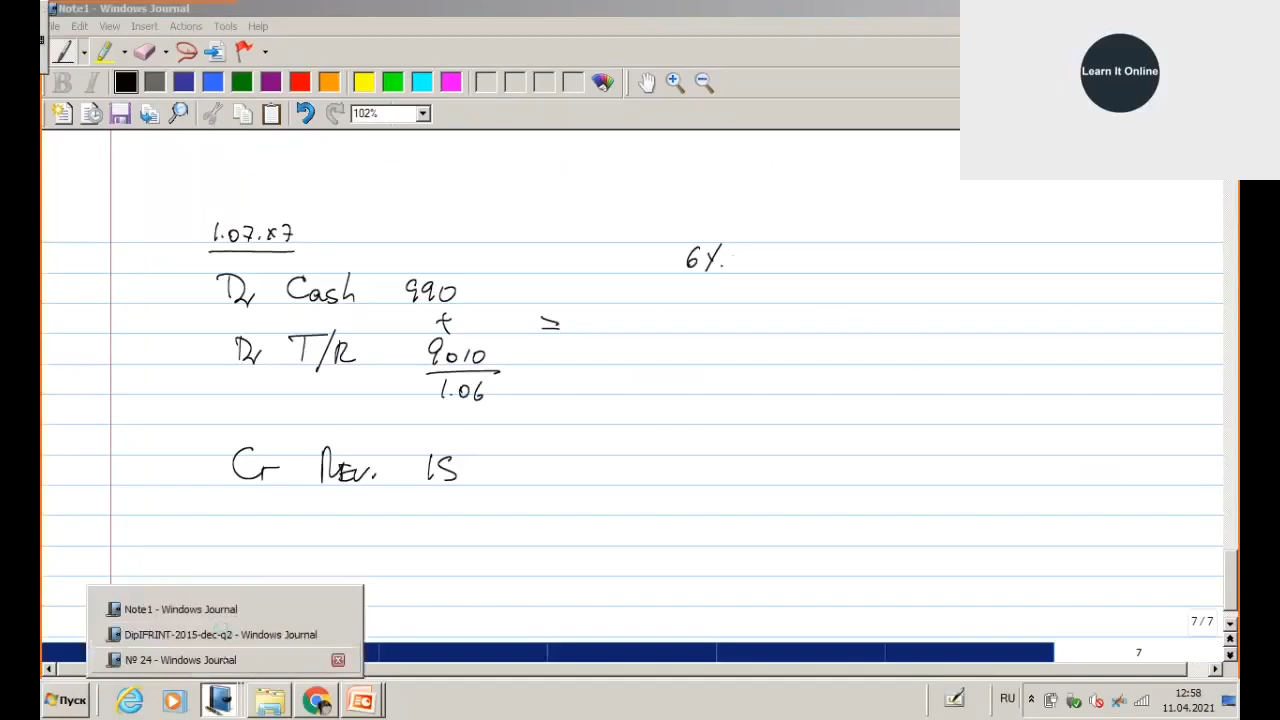 Note1 - Windows Journal
File Edit View Insert Actions Tools Help
Learn It Online
B I
102%
1.07.x7
6%.
Dr Cash 990
+ =
Dr T/R 9010
1.06
Cr Rev. IS
Note1 - Windows Journal
DipIFRINT-2015-dec-q2 - Windows Journal
№ 24 - Windows Journal
7 / 7
7
Пуск
RU
12:58
11.04.2021